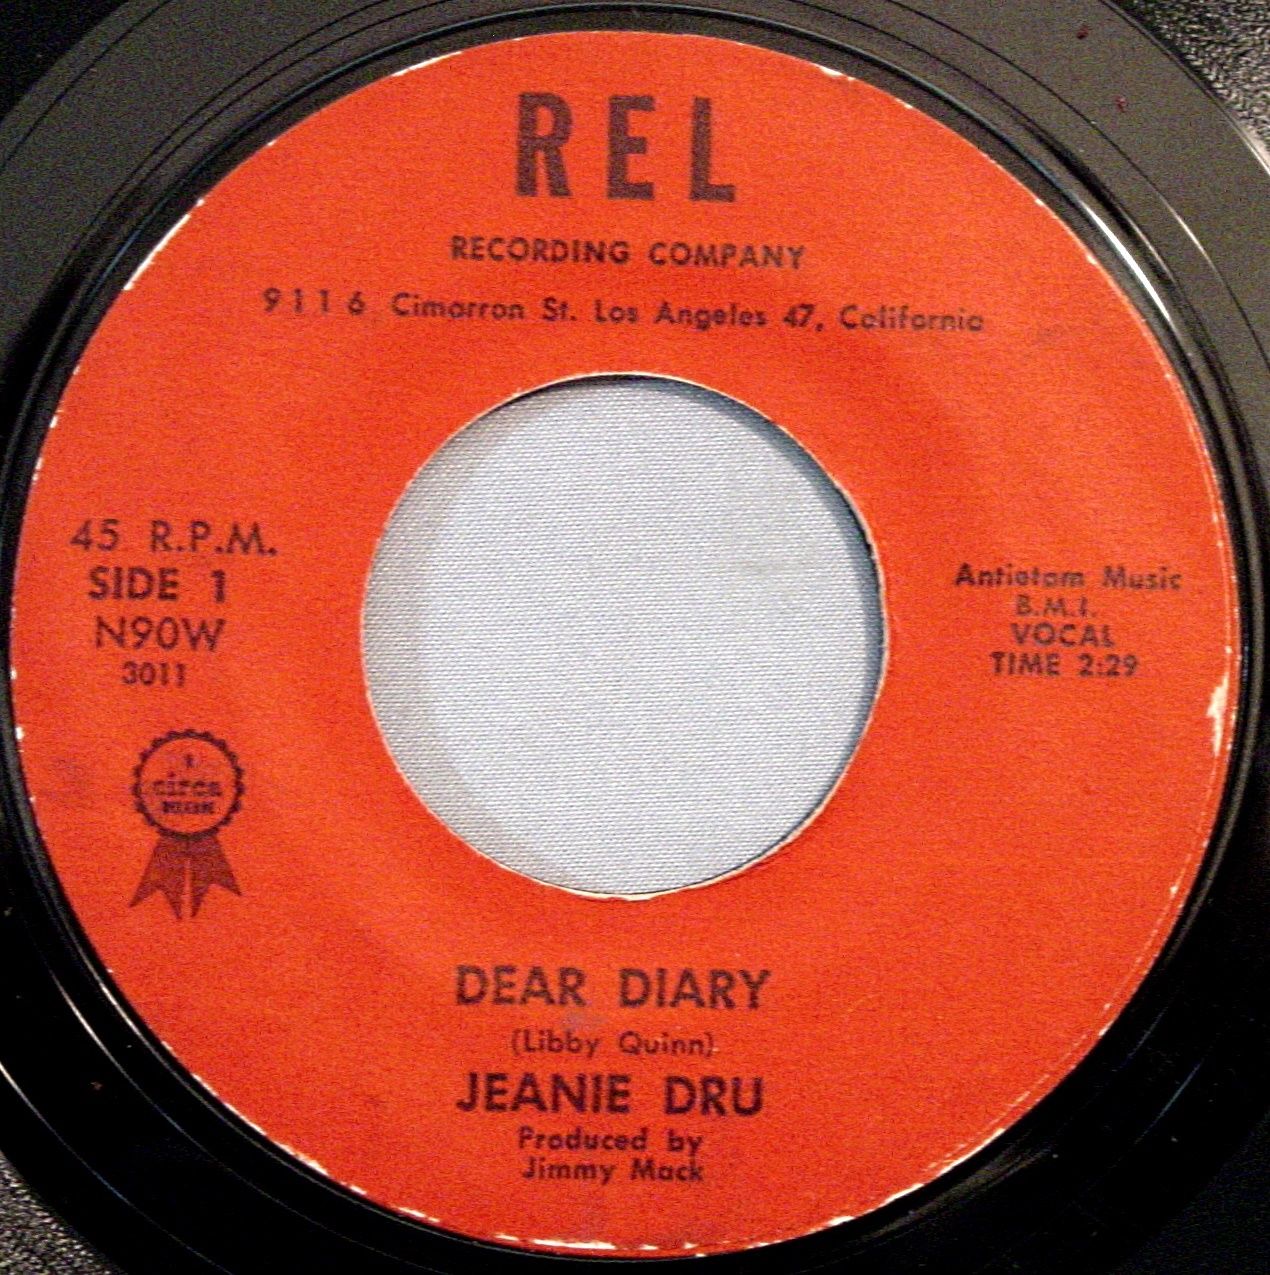 REL
RECORDING COMPANY
9116 Cimarron St. Los Angeles 47, California
45 R.P.M.
SIDE 1
N90W
3011
Antietam Music
B.M.I.
VOCAL
TIME 2:29
circa
DEAR DIARY
(Libby Quinn)
JEANIE DRU
Produced by
Jimmy Mack